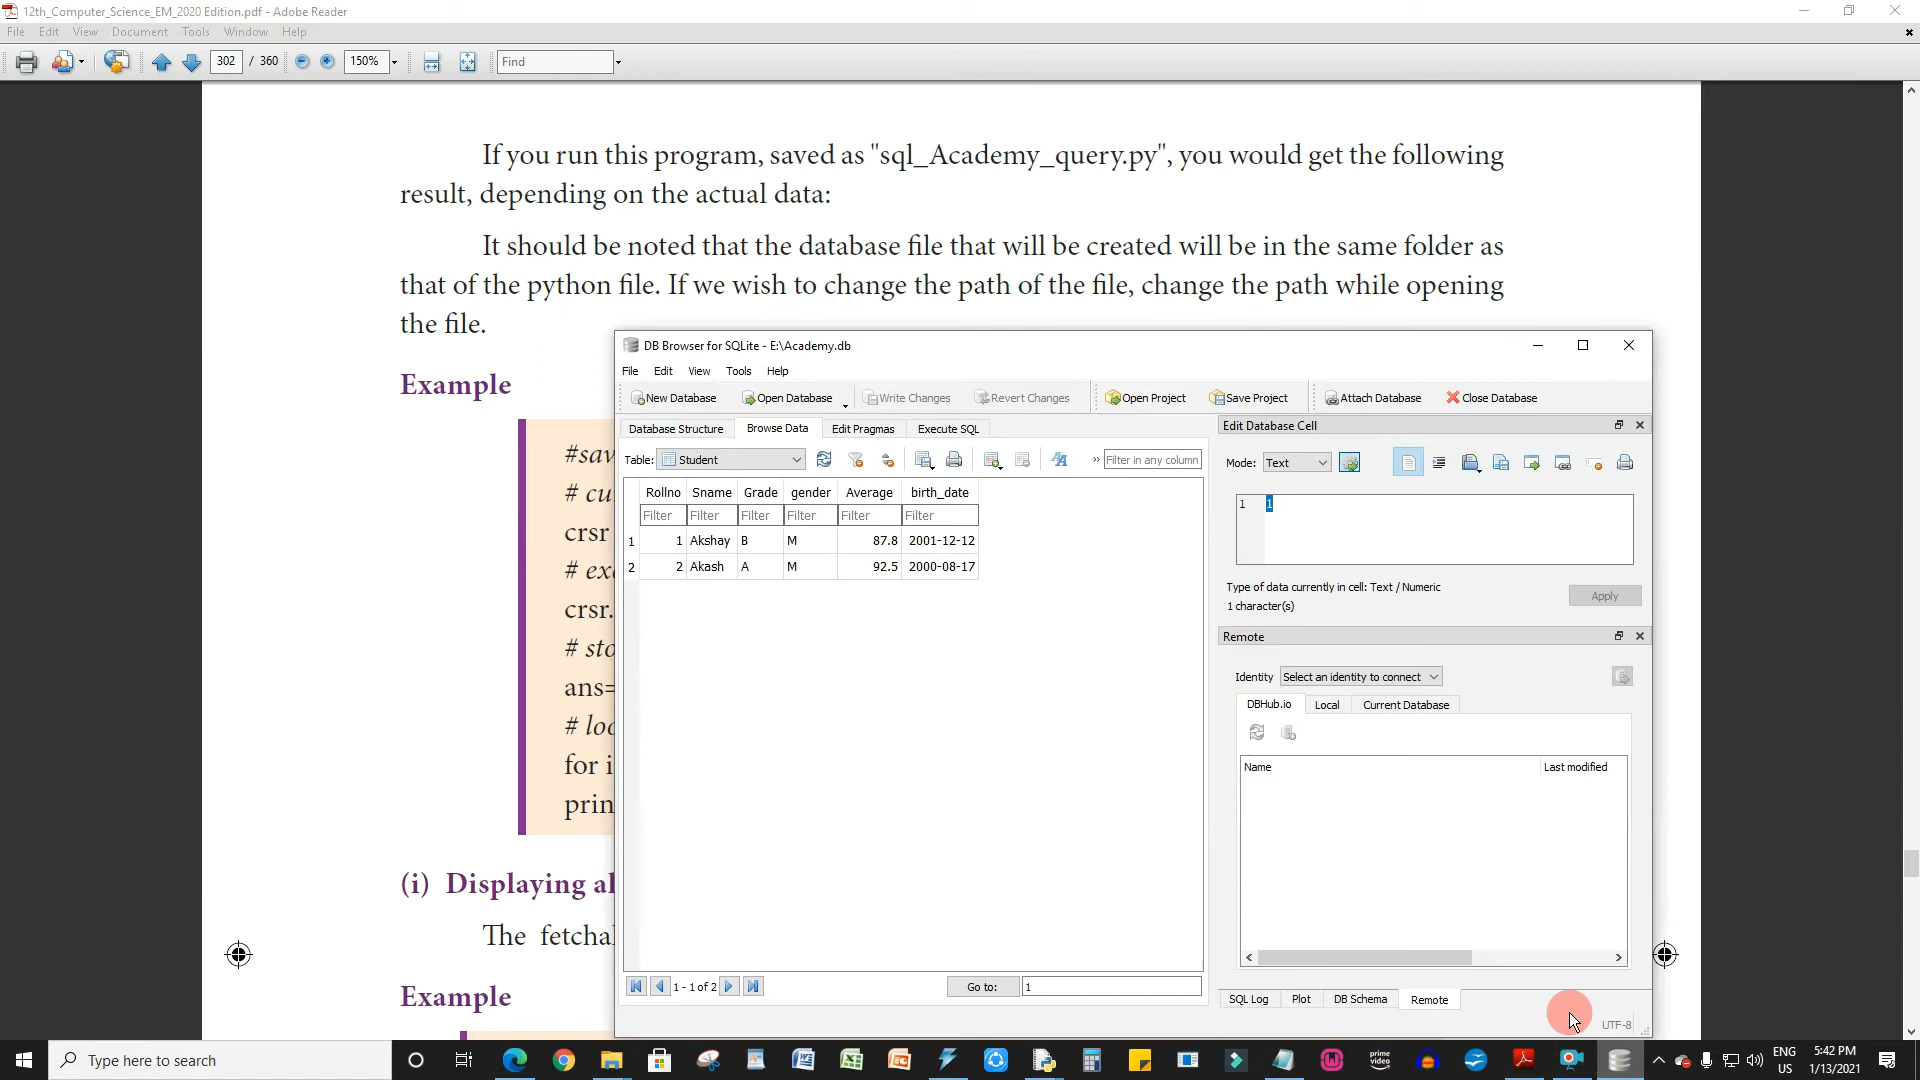 12th_Computer_Science_EM_2020 Edition.pdf - Adobe Reader
File Edit View Document Tools Window Help
302 / 360 150% Find
If you run this program, saved as "sql_Academy_query.py", you would get the following
result, depending on the actual data:
It should be noted that the database file that will be created will be in the same folder as
that of the python file. If we wish to change the path of the file, change the path while opening
the file.
Example
#sav
# cu
crsr
# exe
crsr.
# sto
ans=
# loo
for i
prin
(i) Displaying al
The fetchal
Example
DB Browser for SQLite - E:\Academy.db
File Edit View Tools Help
New Database Open Database Write Changes Revert Changes Open Project Save Project Attach Database Close Database
Database Structure Browse Data Edit Pragmas Execute SQL
Table: Student Filter in any column
Rollno Sname Grade gender Average birth_date
Filter Filter Filter Filter Filter Filter
1 1 Akshay B M 87.8 2001-12-12
2 2 Akash A M 92.5 2000-08-17
1 - 1 of 2 Go to: 1
Edit Database Cell
Mode: Text
1 1
Type of data currently in cell: Text / Numeric
1 character(s)
Apply
Remote
Identity Select an identity to connect
DBHub.io Local Current Database
Name Last modified
SQL Log Plot DB Schema Remote
UTF-8
Type here to search
prime video
ENG
US
5:42 PM
1/13/2021